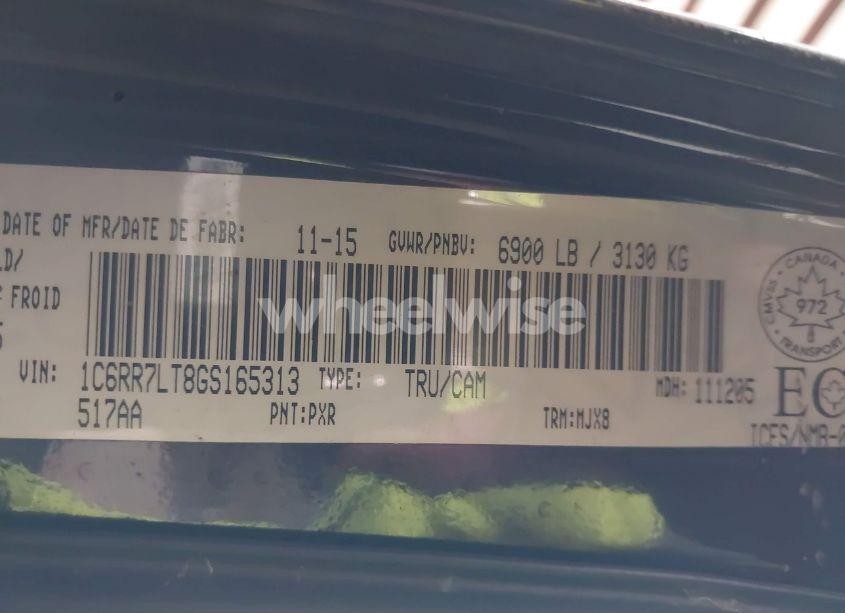 DATE OF MFR/DATE DE FABR: 11-15 GVWR/PNBV: 6900 LB / 3130 KG
LD/
FROID
wheelwise
CMVSS · CANADA · TRANSPORT
972
VIN: 1C6RR7LT8GS165313 TYPE: TRU/CAM MDH: 111205
517AA PNT:PXR TRM:MJX8